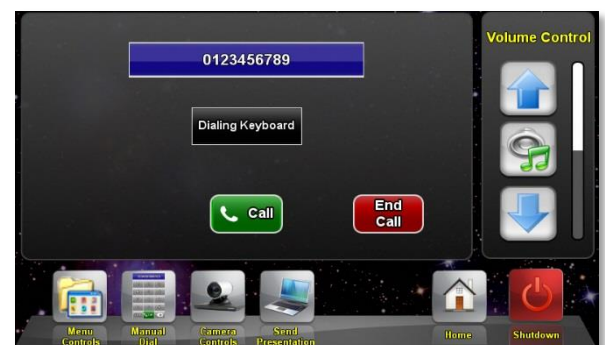 Volume Control
0123456789
Dialing Keyboard
Call
End
Call
Menu
Controls
Manual
Dial
Camera
Controls
Send
Presentation
Home
Shutdown